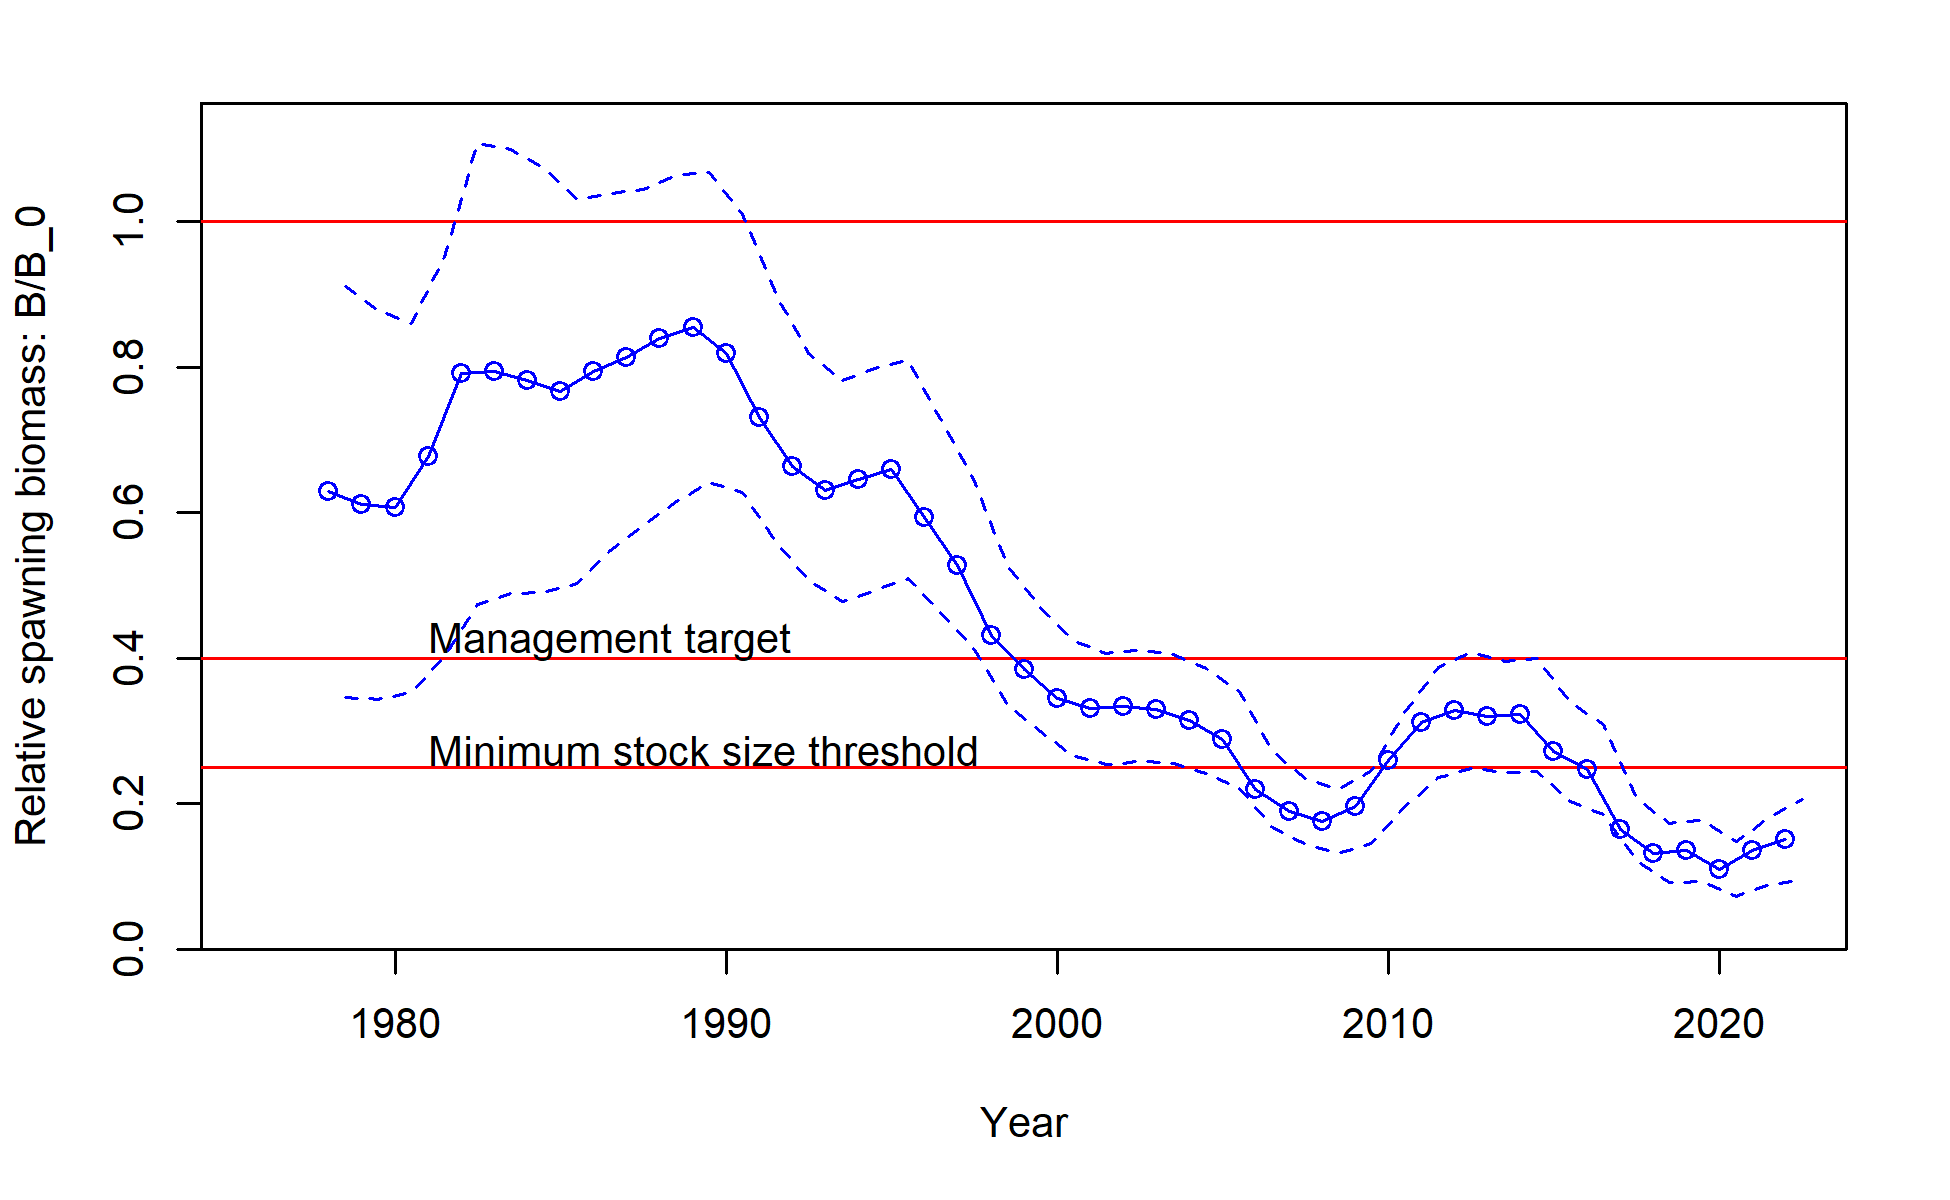 Relative spawning biomass: B/B_0
1.0
0.8
0.6
0.4
0.2
0.0
Management target
Minimum stock size threshold
1980 1990 2000 2010 2020
Year